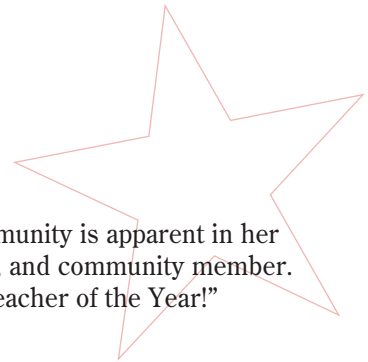 munity is apparent in her
, and community member.
eacher of the Year!”